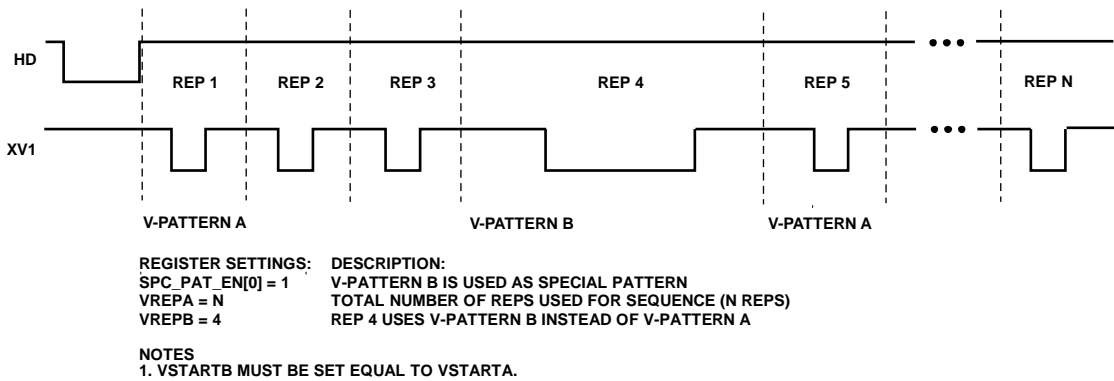 HD
REP 1 REP 2 REP 3 REP 4 REP 5 ••• REP N
XV1 •••
V-PATTERN A V-PATTERN B V-PATTERN A
REGISTER SETTINGS: DESCRIPTION:
SPC_PAT_EN[0] = 1 V-PATTERN B IS USED AS SPECIAL PATTERN
VREPA = N TOTAL NUMBER OF REPS USED FOR SEQUENCE (N REPS)
VREPB = 4 REP 4 USES V-PATTERN B INSTEAD OF V-PATTERN A
NOTES
1. VSTARTB MUST BE SET EQUAL TO VSTARTA.